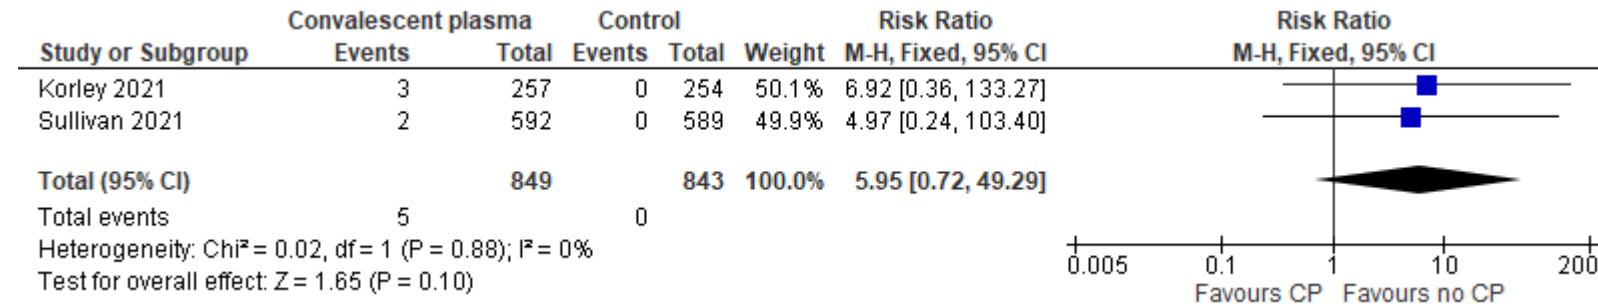 Convalescent plasma Control Risk Ratio Risk Ratio
Study or Subgroup Events Total Events Total Weight M-H, Fixed, 95% CI M-H, Fixed, 95% CI
Korley 2021 3 257 0 254 50.1% 6.92 [0.36, 133.27]
Sullivan 2021 2 592 0 589 49.9% 4.97 [0.24, 103.40]
Total (95% CI) 849 843 100.0% 5.95 [0.72, 49.29]
Total events 5 0
Heterogeneity: Chi² = 0.02, df = 1 (P = 0.88); I² = 0%
Test for overall effect: Z = 1.65 (P = 0.10)
0.005 0.1 1 10 200
Favours CP Favours no CP